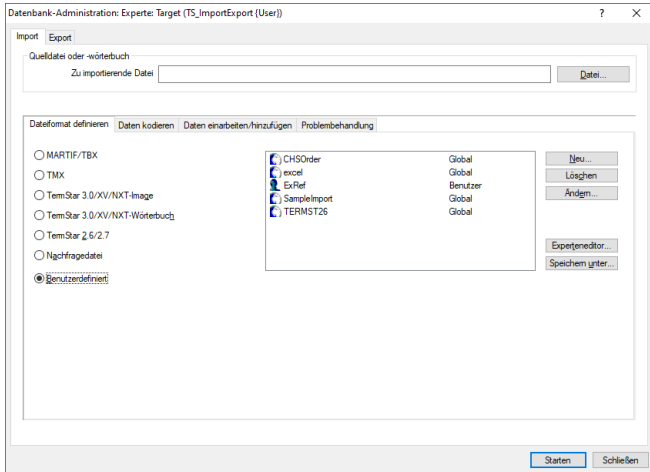 Datenbank-Administration: Experte: Target (TS_ImportExport {User})
Import Export
Quelldatei oder -wörterbuch
Zu importierende Datei
Datei...
Dateiformat definieren Daten kodieren Daten einarbeiten/hinzufügen Problembehandlung
MARTIF/TBX
TMX
TermStar 3.0/XV/NXT-Image
TermStar 3.0/XV/NXT-Wörterbuch
TermStar 2.6/2.7
Nachfragedatei
Benutzerdefiniert
CHSOrder Global
excel Global
ExRef Benutzer
SampleImport Global
TERMST26 Global
Neu...
Löschen
Ändern...
Experteneditor...
Speichern unter...
Starten Schließen